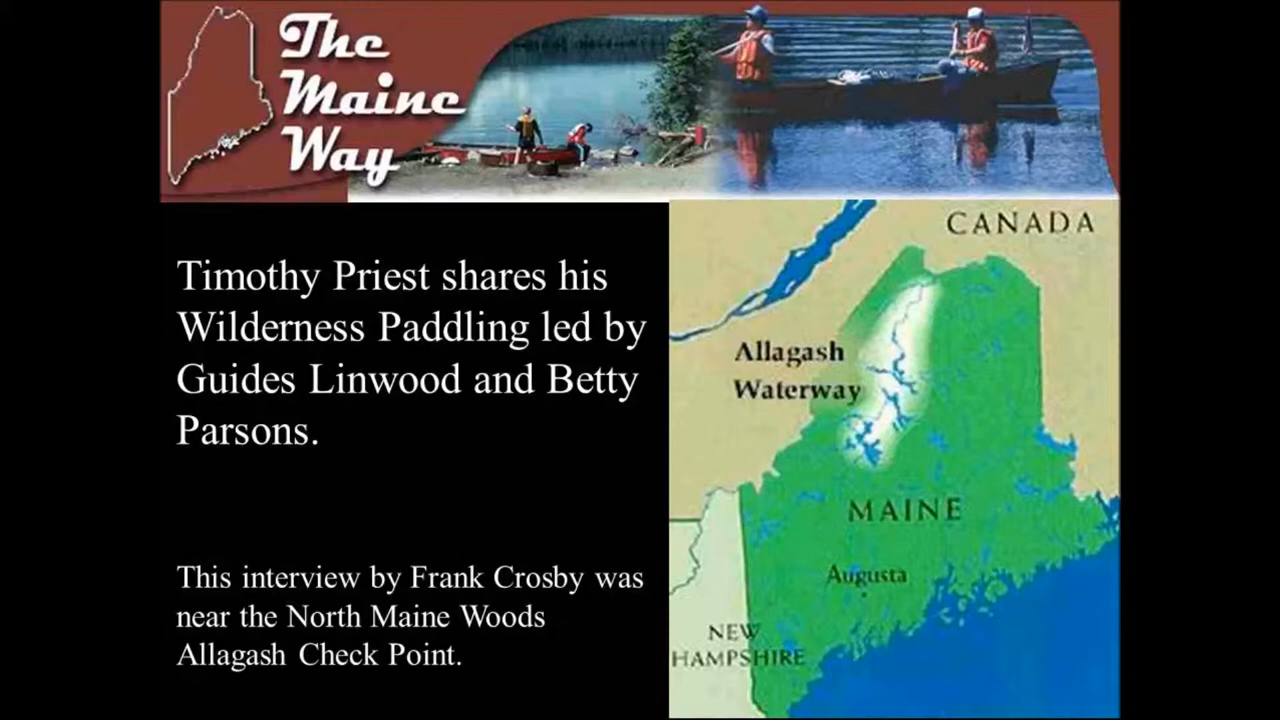 The
Maine
Way
Timothy Priest shares his
Wilderness Paddling led by
Guides Linwood and Betty
Parsons.
This interview by Frank Crosby was
near the North Maine Woods
Allagash Check Point.
CANADA
Allagash
Waterway
MAINE
Augusta
NEW
HAMPSHIRE